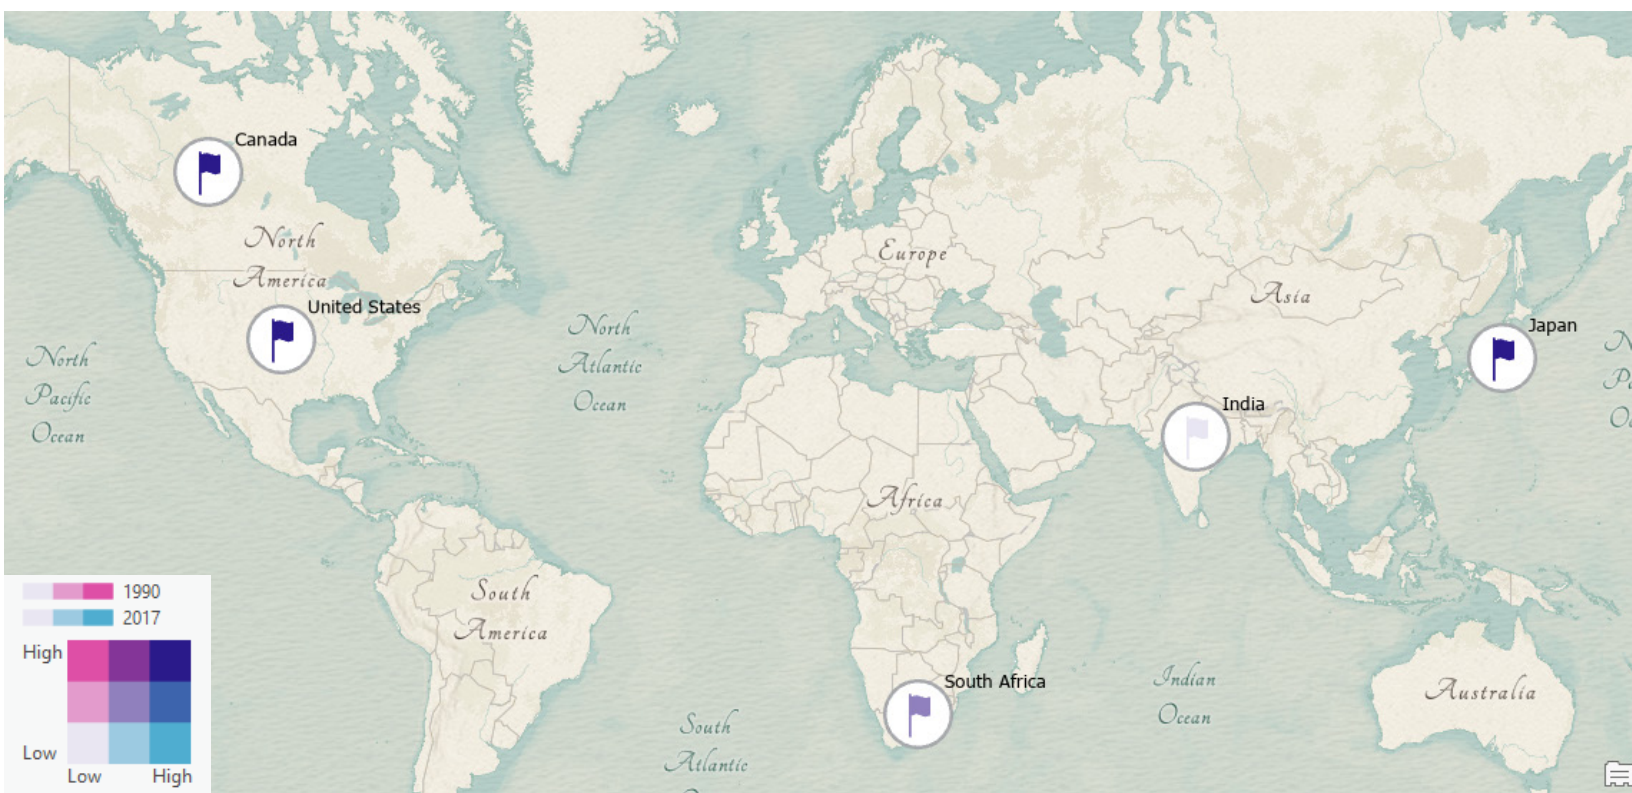 Canada
North
America
United States
North
Atlantic
Ocean
North
Pacific
Ocean
Europe
Asia
Japan
India
Africa
South
America
South Africa
Indian
Ocean
Australia
South
Atlantic
1990
2017
High
Low
Low
High